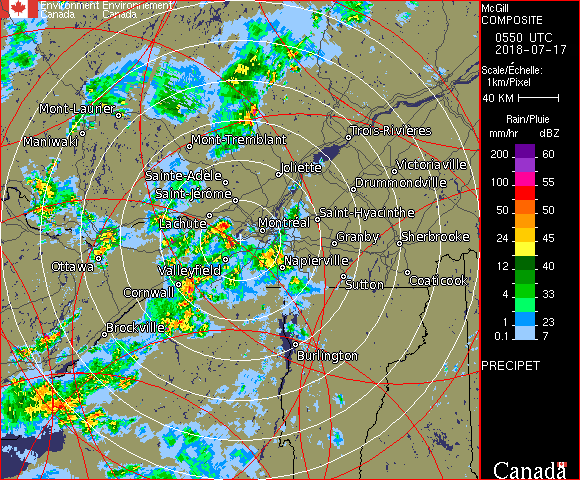 Environment Environnement
Canada Canada
McGill
COMPOSITE
0550 UTC
2018-07-17
Scale/Échelle:
1km/Pixel
40 KM
Rain/Pluie
mm/hr dBZ
200 60
100 55
50 50
24 45
12 40
4 33
1 23
0.1 7
PRECIPET
Canada
Mont-Laurier
Maniwaki
Mont-Tremblant
Trois-Rivières
Joliette
Victoriaville
Sainte-Adèle
Drummondville
Saint-Jérôme
Saint-Hyacinthe
Lachute
Montréal
Granby
Sherbrooke
Ottawa
Valleyfield
Napierville
Coaticook
Cornwall
Sutton
Brockville
Burlington